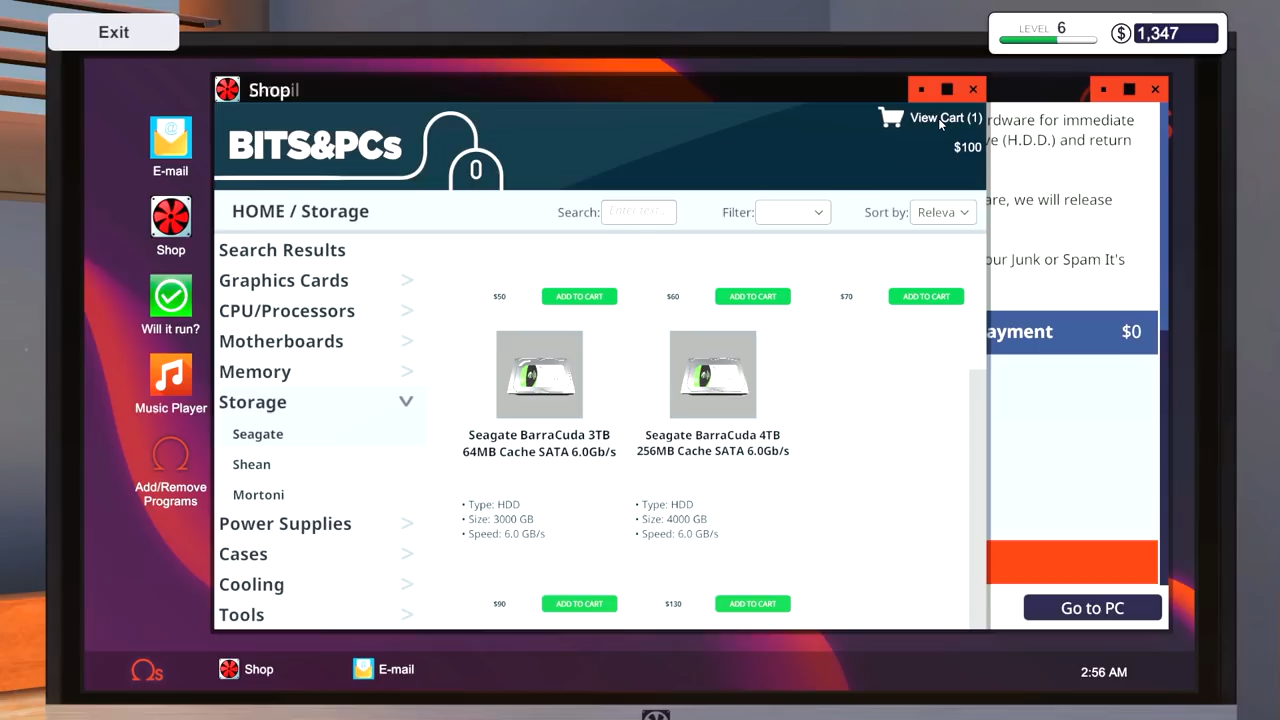 Exit
LEVEL 6
$ 1,347
Shop
View Cart (1)
$100
BITS&PCs
HOME / Storage
Search:
Enter text...
Filter:
Sort by:
Releva
Search Results
Graphics Cards >
CPU/Processors >
Motherboards >
Memory >
Storage
Seagate
Shean
Mortoni
Power Supplies >
Cases >
Cooling >
Tools >
$50 ADD TO CART
$60 ADD TO CART
$70 ADD TO CART
Seagate BarraCuda 3TB
64MB Cache SATA 6.0Gb/s
• Type: HDD
• Size: 3000 GB
• Speed: 6.0 GB/s
$90 ADD TO CART
Seagate BarraCuda 4TB
256MB Cache SATA 6.0Gb/s
• Type: HDD
• Size: 4000 GB
• Speed: 6.0 GB/s
$130 ADD TO CART
rdware for immediate
ve (H.D.D.) and return
are, we will release
our Junk or Spam It's
ayment $0
Go to PC
E-mail
Shop
Will it run?
Music Player
Add/Remove
Programs
Ωs
Shop
E-mail
2:56 AM